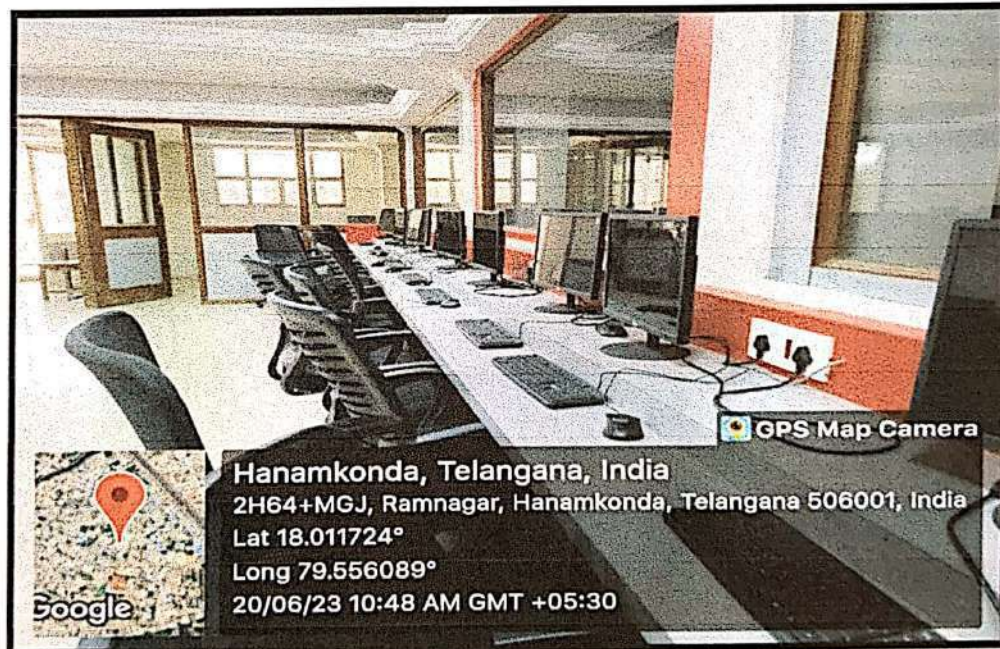 GPS Map Camera
Hanamkonda, Telangana, India
2H64+MGJ, Ramnagar, Hanamkonda, Telangana 506001, India
Lat 18.011724°
Long 79.556089°
20/06/23 10:48 AM GMT +05:30
Google